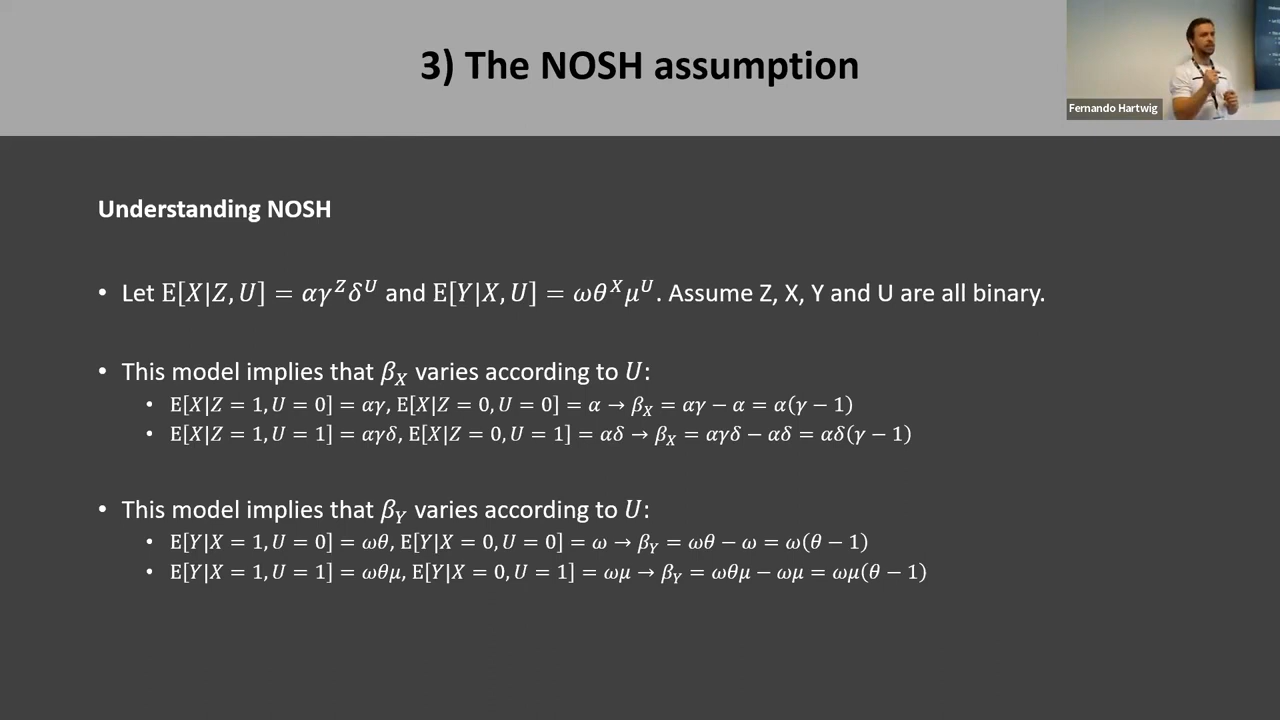 3) The NOSH assumption
Fernando Hartwig
Understanding NOSH
• Let E[X|Z, U] = αγ^Z δ^U and E[Y|X, U] = ωθ^X μ^U. Assume Z, X, Y and U are all binary.
• This model implies that β_X varies according to U:
• E[X|Z = 1, U = 0] = αγ, E[X|Z = 0, U = 0] = α → β_X = αγ − α = α(γ − 1)
• E[X|Z = 1, U = 1] = αγδ, E[X|Z = 0, U = 1] = αδ → β_X = αγδ − αδ = αδ(γ − 1)
• This model implies that β_Y varies according to U:
• E[Y|X = 1, U = 0] = ωθ, E[Y|X = 0, U = 0] = ω → β_Y = ωθ − ω = ω(θ − 1)
• E[Y|X = 1, U = 1] = ωθμ, E[Y|X = 0, U = 1] = ωμ → β_Y = ωθμ − ωμ = ωμ(θ − 1)